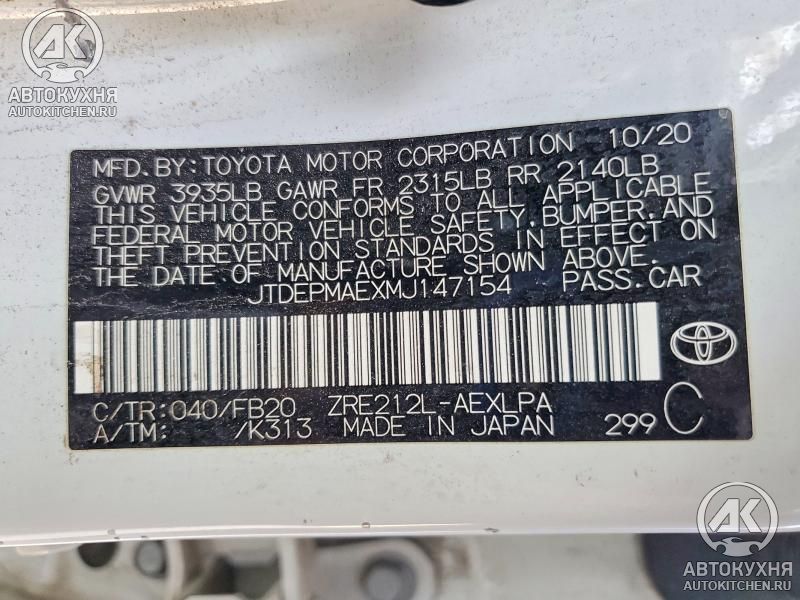 AK
АВТОКУХНЯ
AUTOKITCHEN.RU
MFD.BY:TOYOTA MOTOR CORPORATION 10/20
GVWR 3935LB GAWR FR 2315LB RR 2140LB
THIS VEHICLE CONFORMS TO ALL APPLICABLE
FEDERAL MOTOR VEHICLE SAFETY,BUMPER,AND
THEFT PREVENTION STANDARDS IN EFFECT ON
THE DATE OF MANUFACTURE SHOWN ABOVE.
JTDEPMAEXMJ147154 PASS.CAR
C/TR:040/FB20 ZRE212L-AEXLPA
A/TM: /K313 MADE IN JAPAN 299 C
AK
АВТОКУХНЯ
AUTOKITCHEN.RU